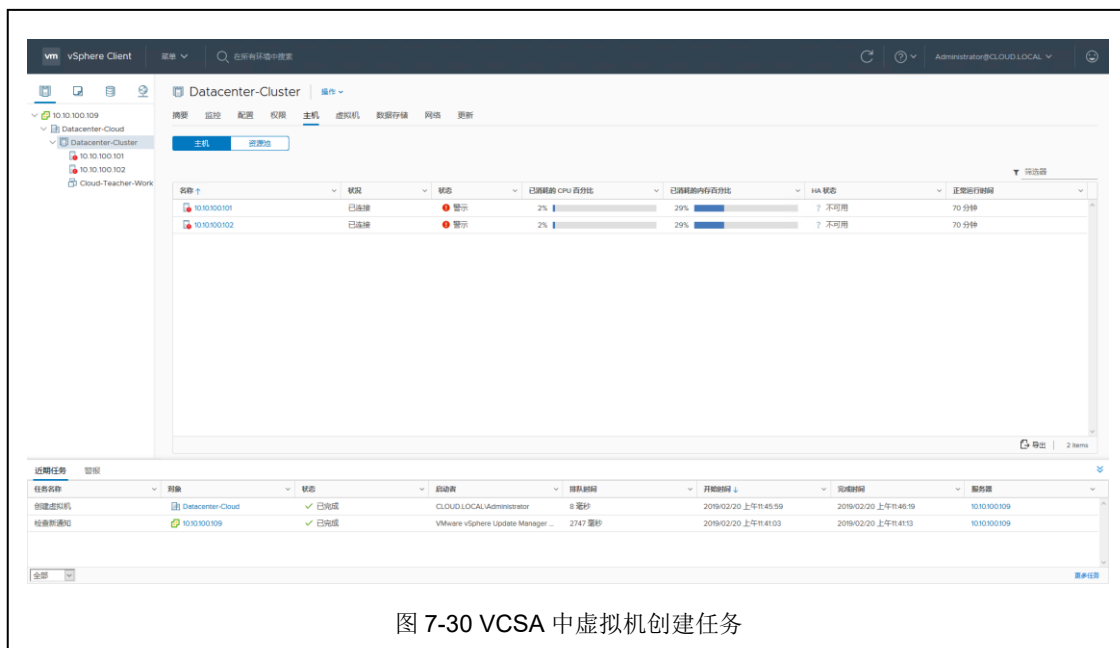 vm vSphere Client 菜单 在所有环境中搜索 Administrator@CLOUD.LOCAL
Datacenter-Cluster 操作
10.10.100.109
摘要 监控 配置 权限 主机 虚拟机 数据存储 网络 更新
Datacenter-Cloud
Datacenter-Cluster
主机 资源池
10.10.100.101
10.10.100.102
筛选器
Cloud-Teacher-Work
名称 状况 状态 已消耗的 CPU 百分比 已消耗的内存百分比 HA 状态 正常运行时间
10.10.100.101 已连接 警示 2% 29% ? 不可用 70 分钟
10.10.100.102 已连接 警示 2% 29% ? 不可用 70 分钟
导出 2 items
近期任务 警报
任务名称 对象 状态 启动者 排队时间 开始时间 完成时间 服务器
创建虚拟机 Datacenter-Cloud 已完成 CLOUD.LOCAL\Administrator 8 毫秒 2019/02/20 上午11:45:59 2019/02/20 上午11:46:19 10.10.100.109
检查新通知 10.10.100.109 已完成 VMware vSphere Update Manager ... 2747 毫秒 2019/02/20 上午11:41:03 2019/02/20 上午11:41:13 10.10.100.109
全部 更多任务
图 7-30 VCSA 中虚拟机创建任务